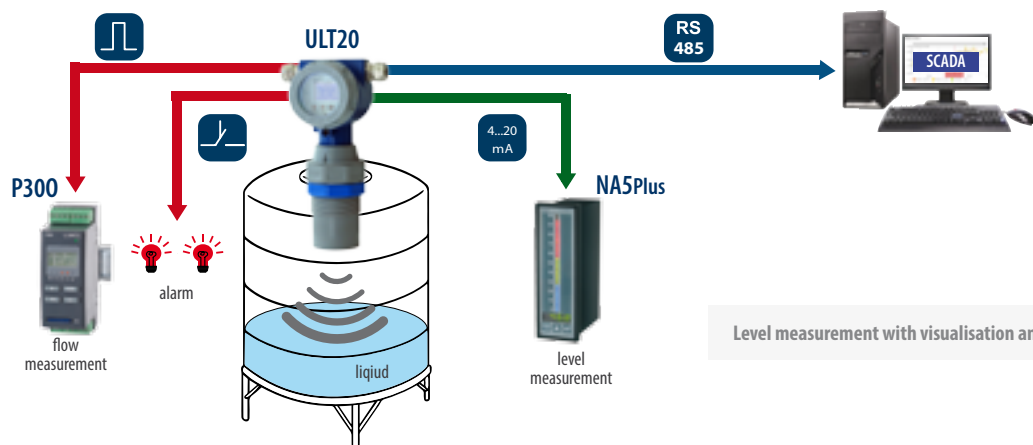 ULT20
RS
485
SCADA
4...20
mA
P300
NA5Plus
alarm
flow
measurement
liqiud
level
measurement
Level measurement with visualisation an